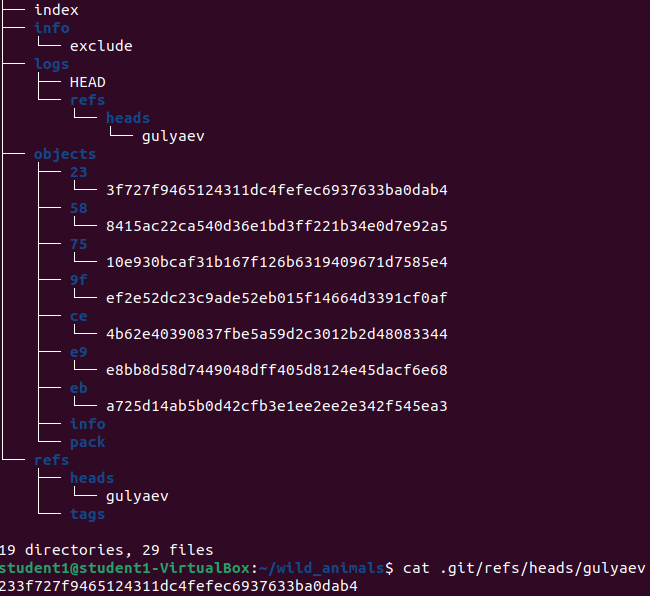 index
info
exclude
logs
HEAD
refs
heads
gulyaev
objects
23
3f727f9465124311dc4fefec6937633ba0dab4
58
8415ac22ca540d36e1bd3ff221b34e0d7e92a5
75
10e930bcaf31b167f126b6319409671d7585e4
9f
ef2e52dc23c9ade52eb015f14664d3391cf0af
ce
4b62e40390837fbe5a59d2c3012b2d48083344
e9
e8bb8d58d7449048dff405d8124e45dacf6e68
eb
a725d14ab5b0d42cfb3e1ee2ee2e342f545ea3
info
pack
refs
heads
gulyaev
tags
19 directories, 29 files
student1@student1-VirtualBox:~/wild_animals$ cat .git/refs/heads/gulyaev
233f727f9465124311dc4fefec6937633ba0dab4